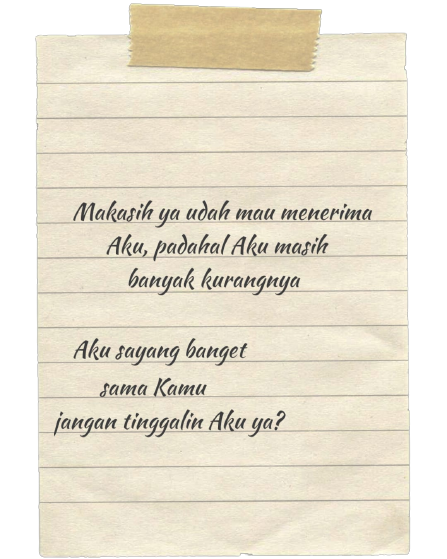 Makasih ya udah mau menerima
Aku, padahal Aku masih
banyak kurangnya
Aku sayang banget
sama Kamu
jangan tinggalin Aku ya?